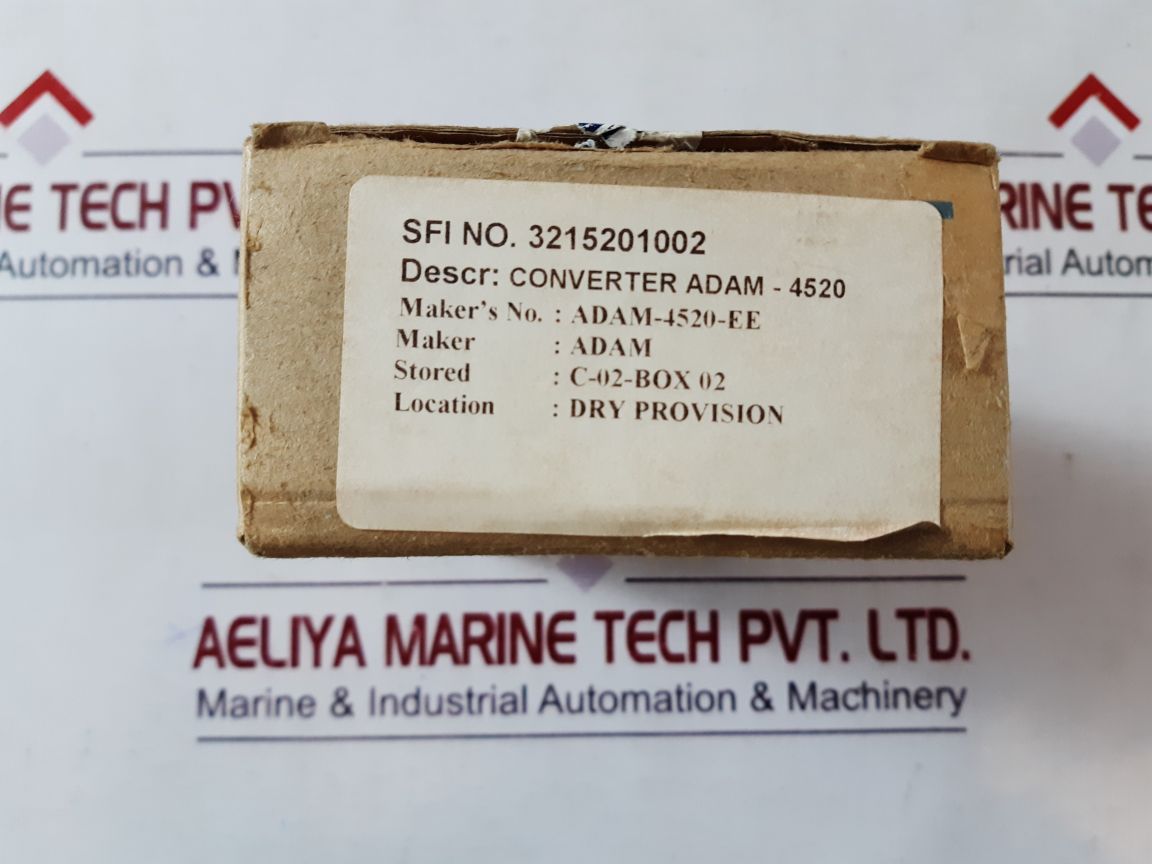 INE TECH PV
Automation &
RINE TE
rial Autom
SFI NO. 3215201002
Descr: CONVERTER ADAM - 4520
Maker's No. : ADAM-4520-EE
Maker : ADAM
Stored : C-02-BOX 02
Location : DRY PROVISION
AELIYA MARINE TECH PVT. LTD.
Marine & Industrial Automation & Machinery